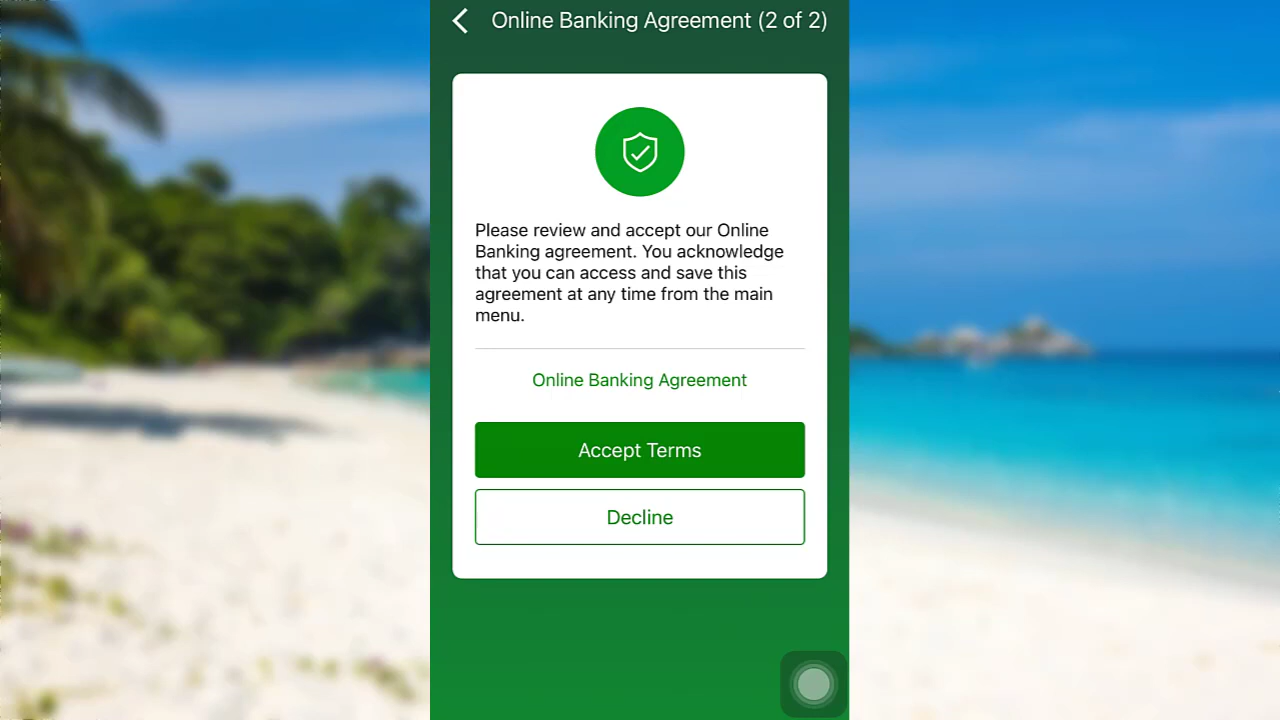 Online Banking Agreement (2 of 2)
Please review and accept our Online
Banking agreement. You acknowledge
that you can access and save this
agreement at any time from the main
menu.
Online Banking Agreement
Accept Terms
Decline